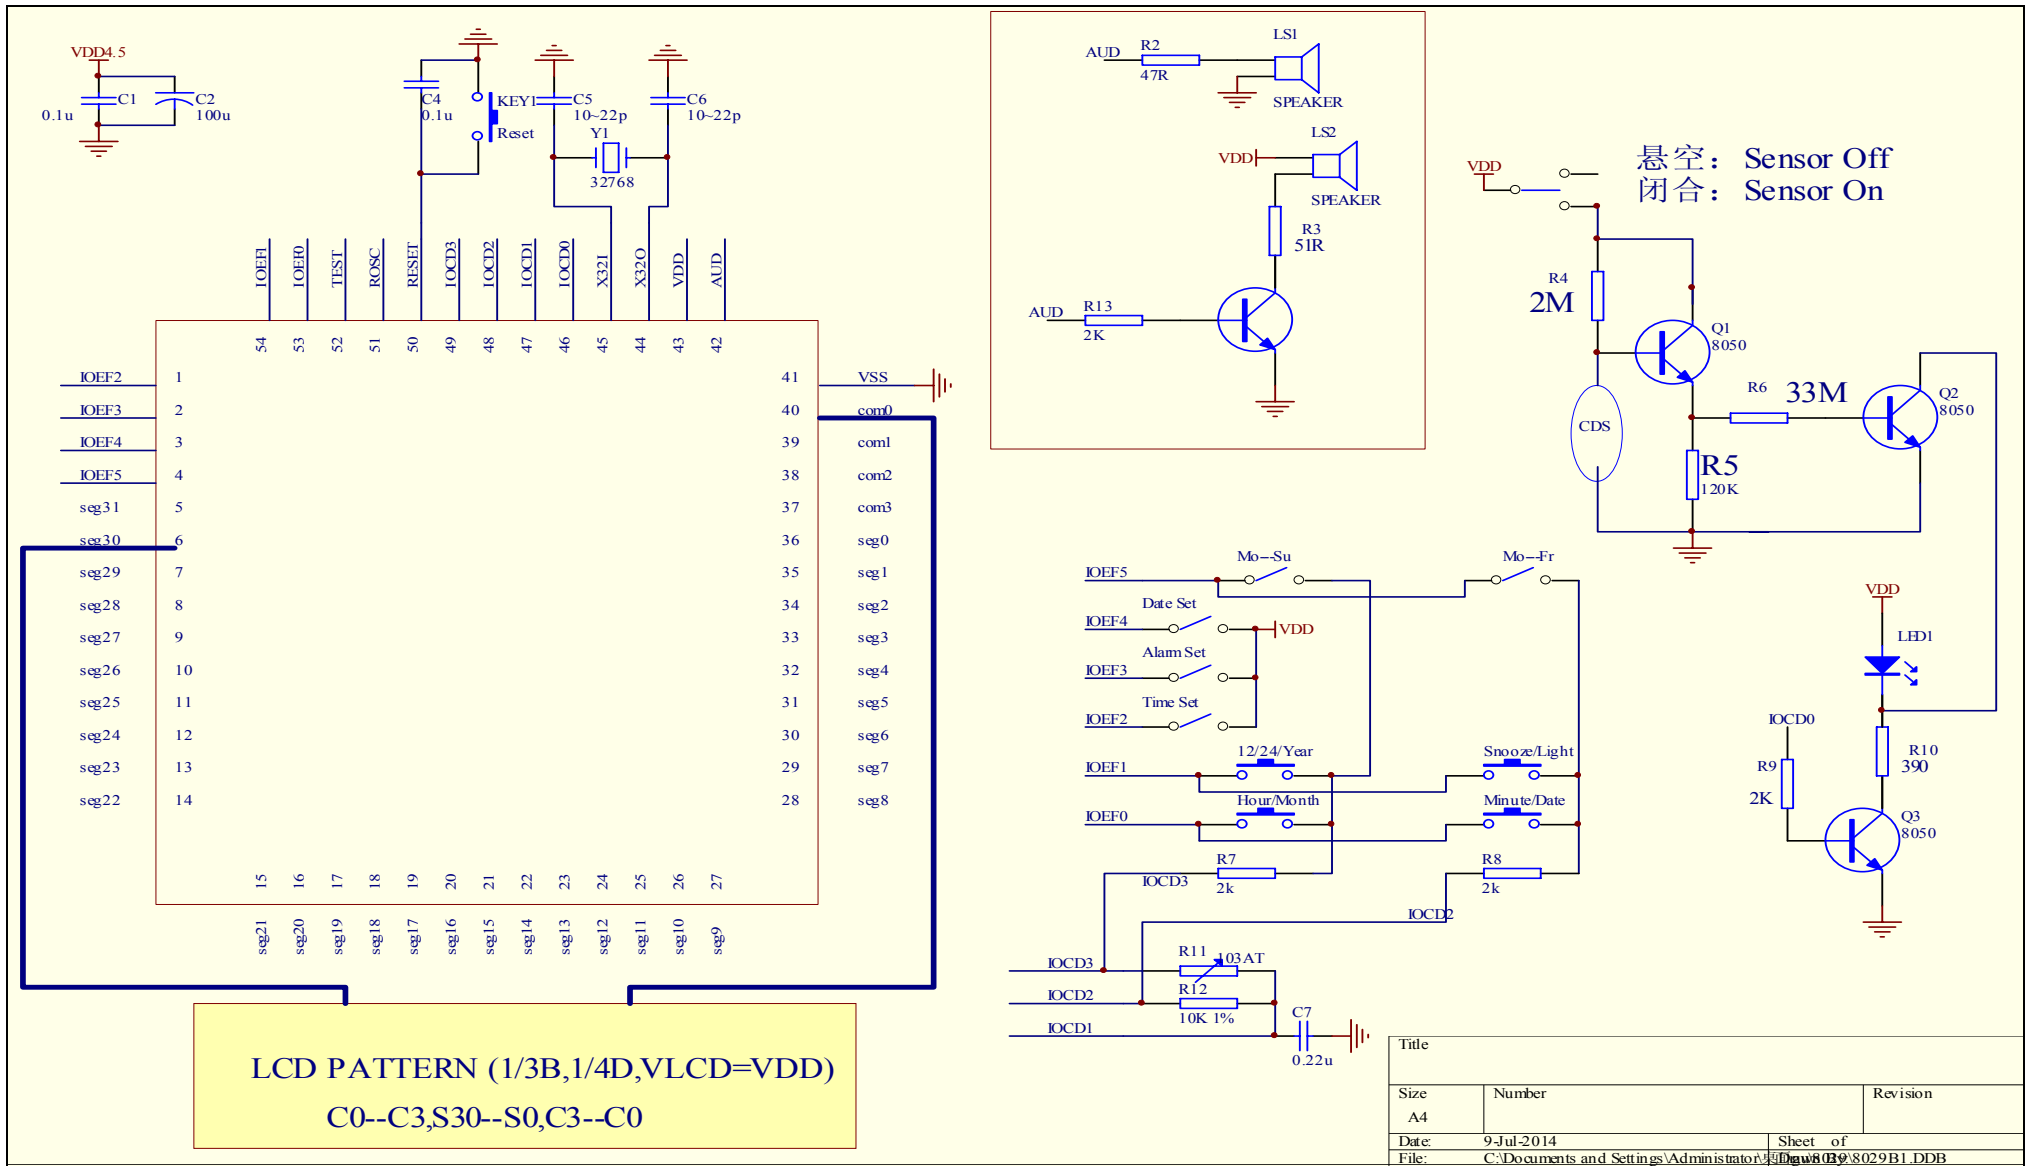 VDD4.5
C1
0.1u
C2
100u
C4
0.1u
KEY1
Reset
C5
10~22p
C6
10~22p
Y1
32768
IOEF1
IOEF0
TEST
ROSC
RESET
IOCD3
IOCD2
IOCD1
IOCD0
X32I
X32O
VDD
AUD
54
53
52
51
50
49
48
47
46
45
44
43
42
IOEF2 1
IOEF3 2
IOEF4 3
IOEF5 4
seg31 5
seg30 6
seg29 7
seg28 8
seg27 9
seg26 10
seg25 11
seg24 12
seg23 13
seg22 14
41 VSS
40 com0
39 com1
38 com2
37 com3
36 seg0
35 seg1
34 seg2
33 seg3
32 seg4
31 seg5
30 seg6
29 seg7
28 seg8
15
16
17
18
19
20
21
22
23
24
25
26
27
seg21
seg20
seg19
seg18
seg17
seg16
seg15
seg14
seg13
seg12
seg11
seg10
seg9
LCD PATTERN (1/3B,1/4D,VLCD=VDD)
C0--C3,S30--S0,C3--C0
AUD
R2
47R
LS1
SPEAKER
LS2
VDD
SPEAKER
R3
51R
AUD
R13
2K
悬空：Sensor Off
闭合：Sensor On
VDD
R4
2M
Q1
8050
CDS
R6
33M
Q2
8050
R5
120K
VDD
LED1
IOCD0
R9
2K
R10
390
Q3
8050
IOEF5
Mo---Su
Mo---Fr
IOEF4
Date Set
VDD
IOEF3
Alarm Set
IOEF2
Time Set
IOEF1
12/24/Year
Snooze/Light
IOEF0
Hour/Month
Minute/Date
R7
2k
IOCD3
R8
2k
IOCD2
IOCD3
R11
103AT
IOCD2
R12
10K 1%
IOCD1
C7
0.22u
Title
Size
A4
Number
Revision
Date: 9-Jul-2014
Sheet of
File: C:\Documents and Settings\Administrator\
8029B1.DDB